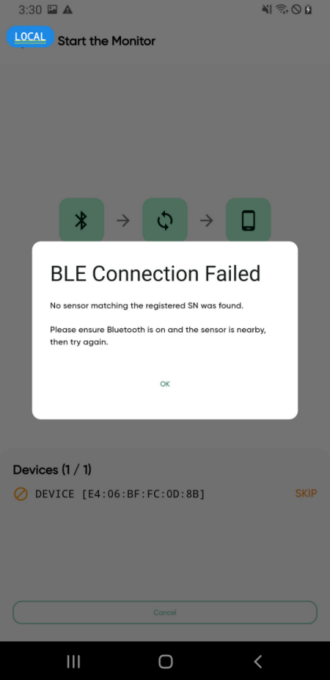 3:30
LOCAL
Start the Monitor
BLE Connection Failed
No sensor matching the registered SN was found.
Please ensure Bluetooth is on and the sensor is nearby,
then try again.
OK
Devices (1 / 1)
DEVICE [E4:06:BF:FC:0D:8B]
SKIP
Cancel